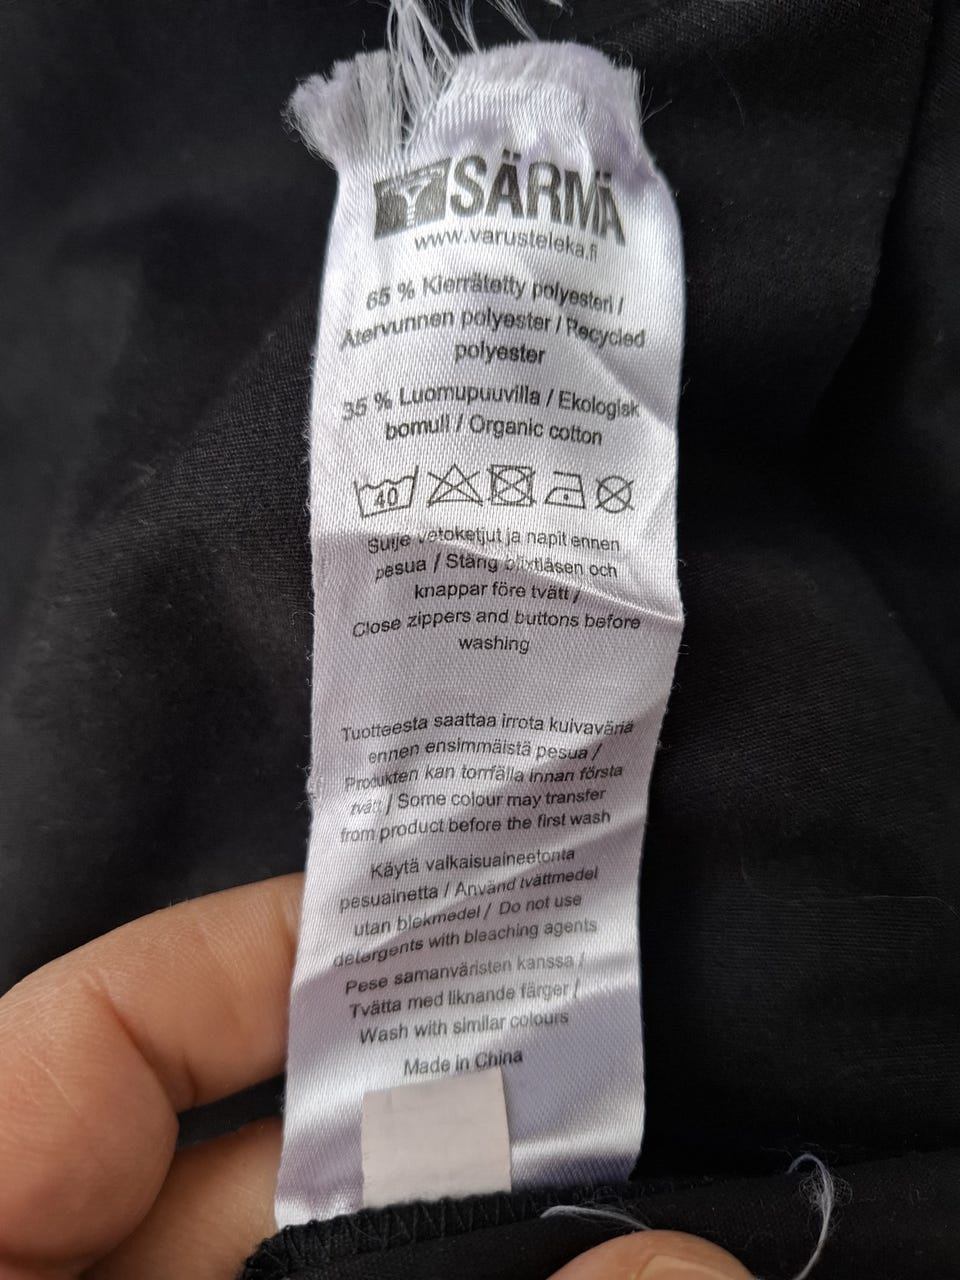 SÄRMÄ
www.varusteleka.fi
65 % Kierrätetty polyesteri /
Återvunnen polyester / Recycled
polyester
35 % Luomupuuvilla / Ekologisk
bomull / Organic cotton
40
Sulje vetoketjut ja napit ennen
pesua / Stäng blixtlåsen och
knappar före tvätt /
Close zippers and buttons before
washing
Tuotteesta saattaa irrota kuivaväriä
ennen ensimmäistä pesua /
Produkten kan torrfälla innan första
tvätt / Some colour may transfer
from product before the first wash
Käytä valkaisuaineetonta
pesuainetta / Använd tvättmedel
utan blekmedel / Do not use
detergents with bleaching agents
Pese samanväristen kanssa /
Tvätta med liknande färger /
Wash with similar colours
Made in China